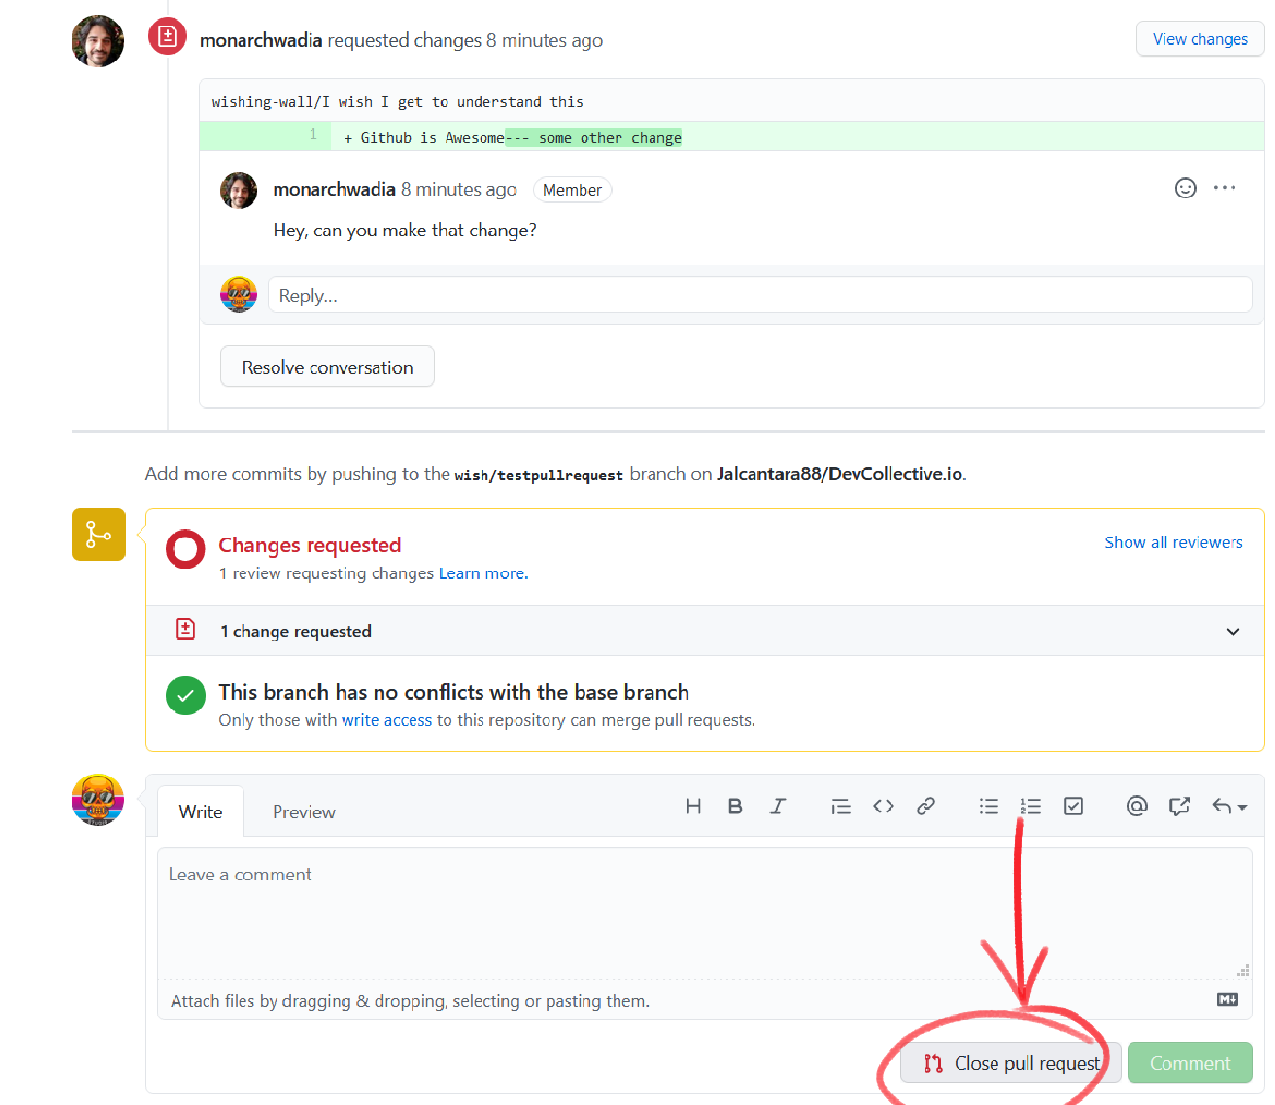 monarchwadia requested changes 8 minutes ago
View changes
wishing-wall/I wish I get to understand this
1 + Github is Awesome--- some other change
monarchwadia 8 minutes ago Member
Hey, can you make that change?
Reply...
Resolve conversation
Add more commits by pushing to the wish/testpullrequest branch on Jalcantara88/DevCollective.io.
Changes requested
Show all reviewers
1 review requesting changes Learn more.
1 change requested
This branch has no conflicts with the base branch
Only those with write access to this repository can merge pull requests.
Write Preview
Leave a comment
Attach files by dragging & dropping, selecting or pasting them.
Close pull request Comment